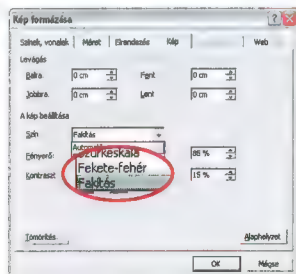 Kép formázása
Színek, vonalak Méret Elrendezés Kép Web
Levágás
Balra: 0 cm Fent 0 cm
Jobbra: 0 cm Lent 0 cm
A kép beállítása
Szín Fakítás
Automatikus
Szürkeskála
Fekete-fehér
Fakítás
Fényerő: 85 %
Kontraszt 15 %
Tömörítés... Alaphelyzet
OK Mégse